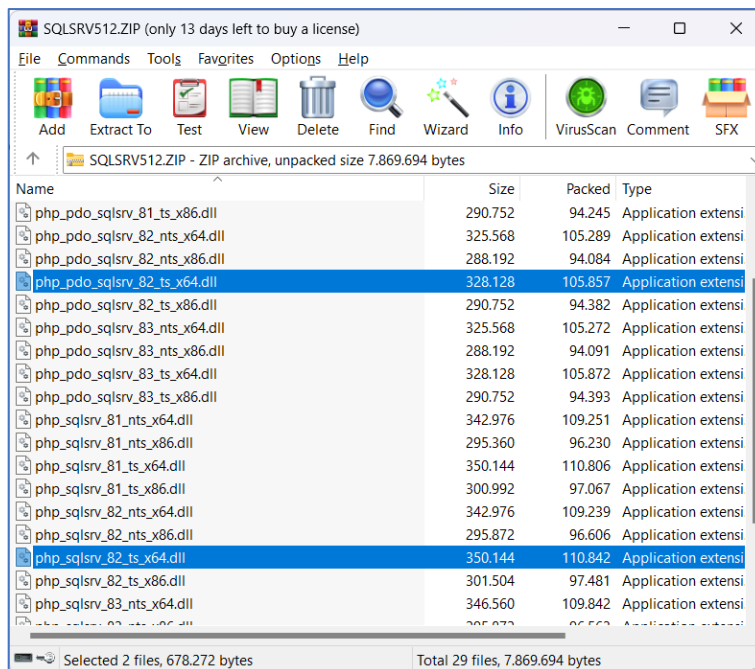 SQLSRV512.ZIP (only 13 days left to buy a license)
File Commands Tools Favorites Options Help
Add Extract To Test View Delete Find Wizard Info VirusScan Comment SFX
SQLSRV512.ZIP - ZIP archive, unpacked size 7.869.694 bytes
Name Size Packed Type
php_pdo_sqlsrv_81_ts_x86.dll 290.752 94.245 Application extensi
php_pdo_sqlsrv_82_nts_x64.dll 325.568 105.289 Application extensi
php_pdo_sqlsrv_82_nts_x86.dll 288.192 94.084 Application extensi
php_pdo_sqlsrv_82_ts_x64.dll 328.128 105.857 Application extensi
php_pdo_sqlsrv_82_ts_x86.dll 290.752 94.382 Application extensi
php_pdo_sqlsrv_83_nts_x64.dll 325.568 105.272 Application extensi
php_pdo_sqlsrv_83_nts_x86.dll 288.192 94.091 Application extensi
php_pdo_sqlsrv_83_ts_x64.dll 328.128 105.872 Application extensi
php_pdo_sqlsrv_83_ts_x86.dll 290.752 94.393 Application extensi
php_sqlsrv_81_nts_x64.dll 342.976 109.251 Application extensi
php_sqlsrv_81_nts_x86.dll 295.360 96.230 Application extensi
php_sqlsrv_81_ts_x64.dll 350.144 110.806 Application extensi
php_sqlsrv_81_ts_x86.dll 300.992 97.067 Application extensi
php_sqlsrv_82_nts_x64.dll 342.976 109.239 Application extensi
php_sqlsrv_82_nts_x86.dll 295.872 96.606 Application extensi
php_sqlsrv_82_ts_x64.dll 350.144 110.842 Application extensi
php_sqlsrv_82_ts_x86.dll 301.504 97.481 Application extensi
php_sqlsrv_83_nts_x64.dll 346.560 109.842 Application extensi
Selected 2 files, 678.272 bytes Total 29 files, 7.869.694 bytes